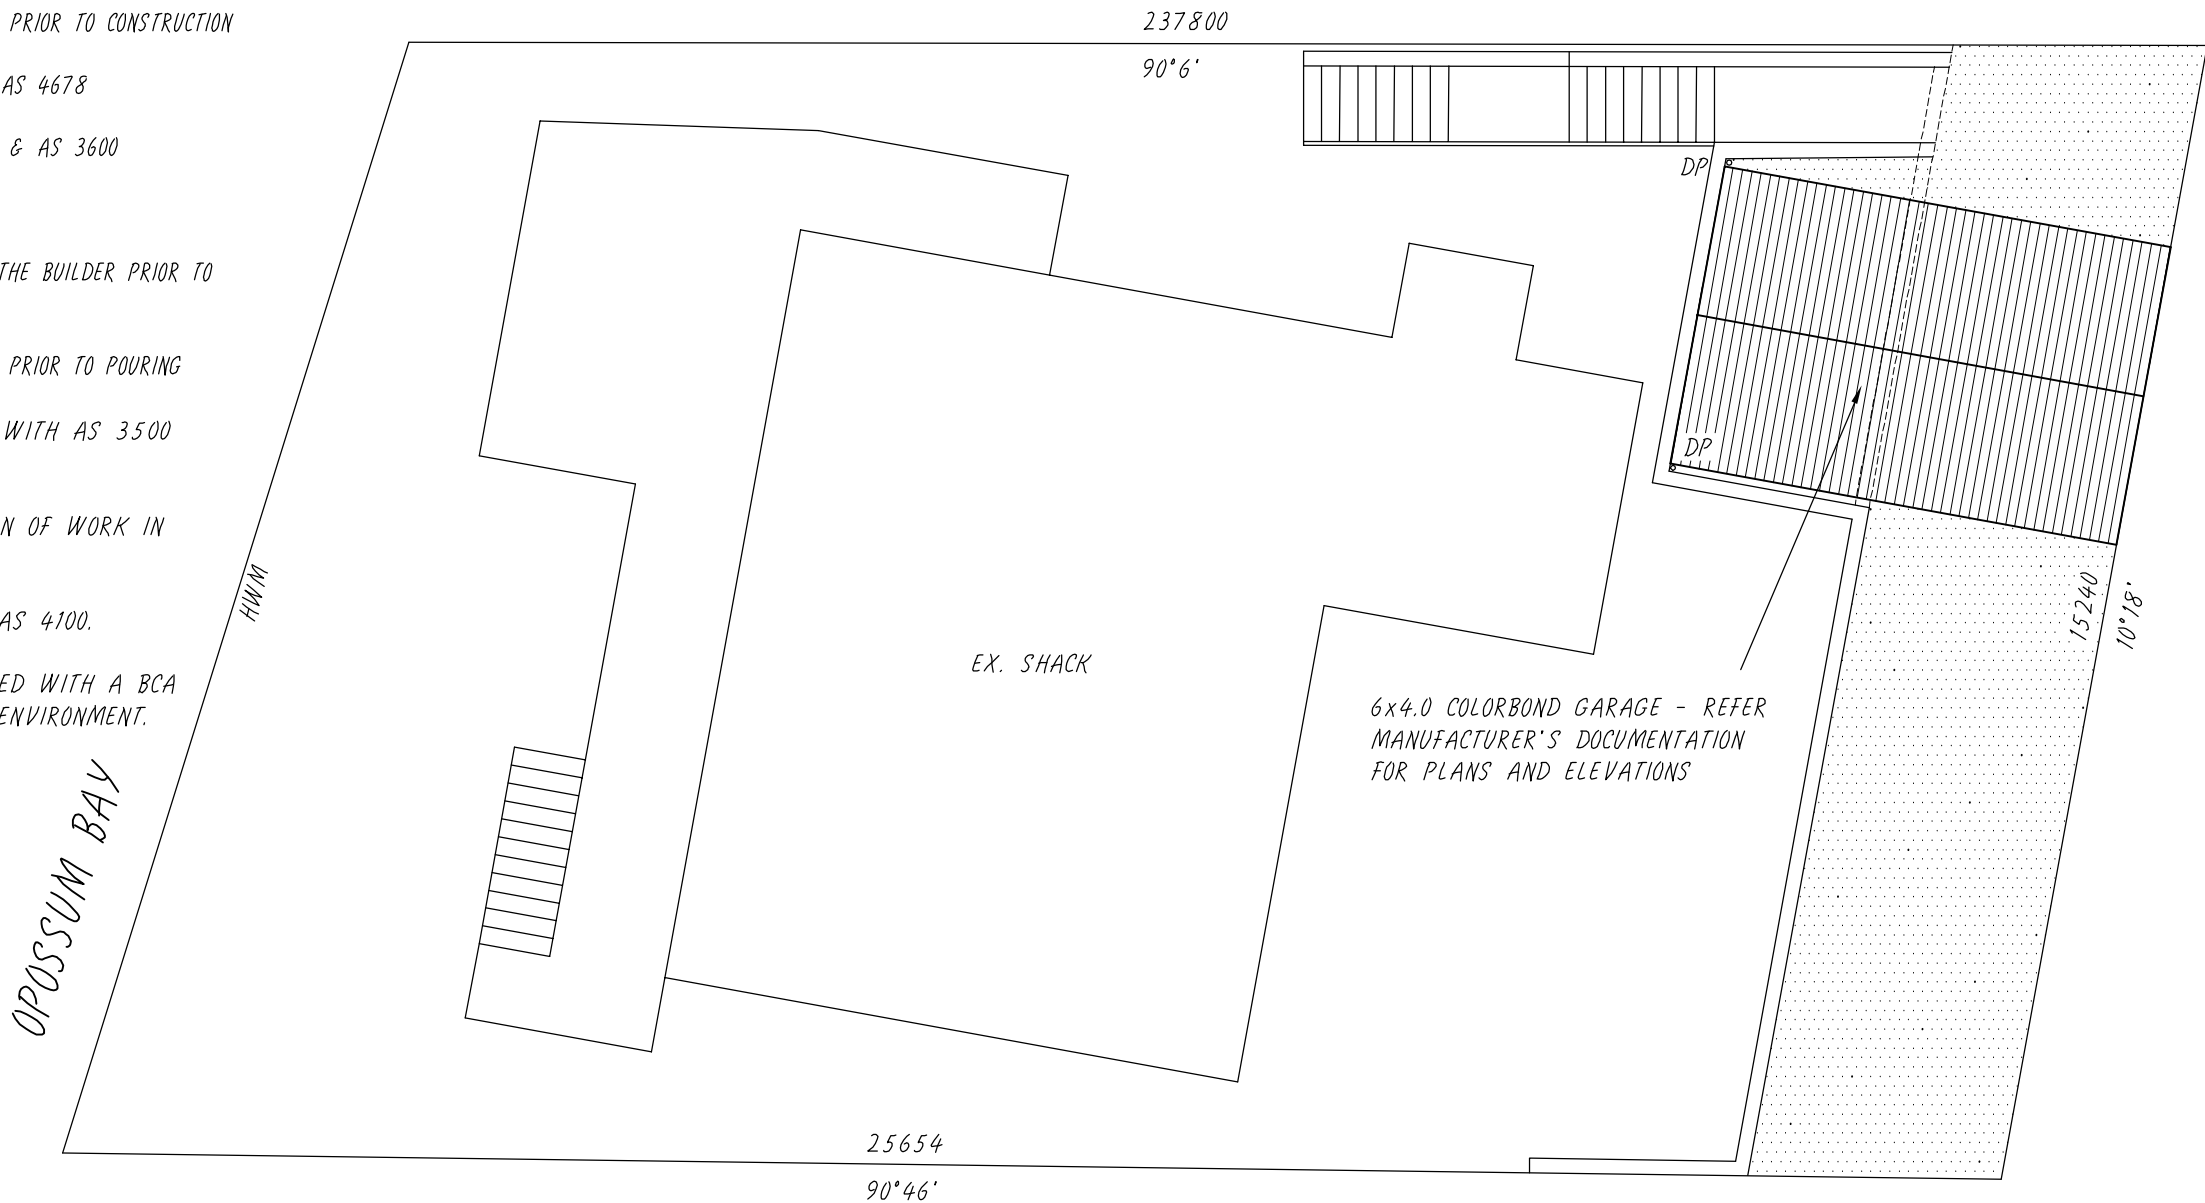 PRIOR TO CONSTRUCTION
AS 4678
& AS 3600
THE BUILDER PRIOR TO
PRIOR TO POURING
WITH AS 3500
N OF WORK IN
AS 4100.
ED WITH A BCA
ENVIRONMENT.
237800
90°6'
DP
DP
HWM
EX. SHACK
15240
10°18'
6x4.0 COLORBOND GARAGE - REFER
MANUFACTURER'S DOCUMENTATION
FOR PLANS AND ELEVATIONS
OPOSSUM BAY
25654
90°46'